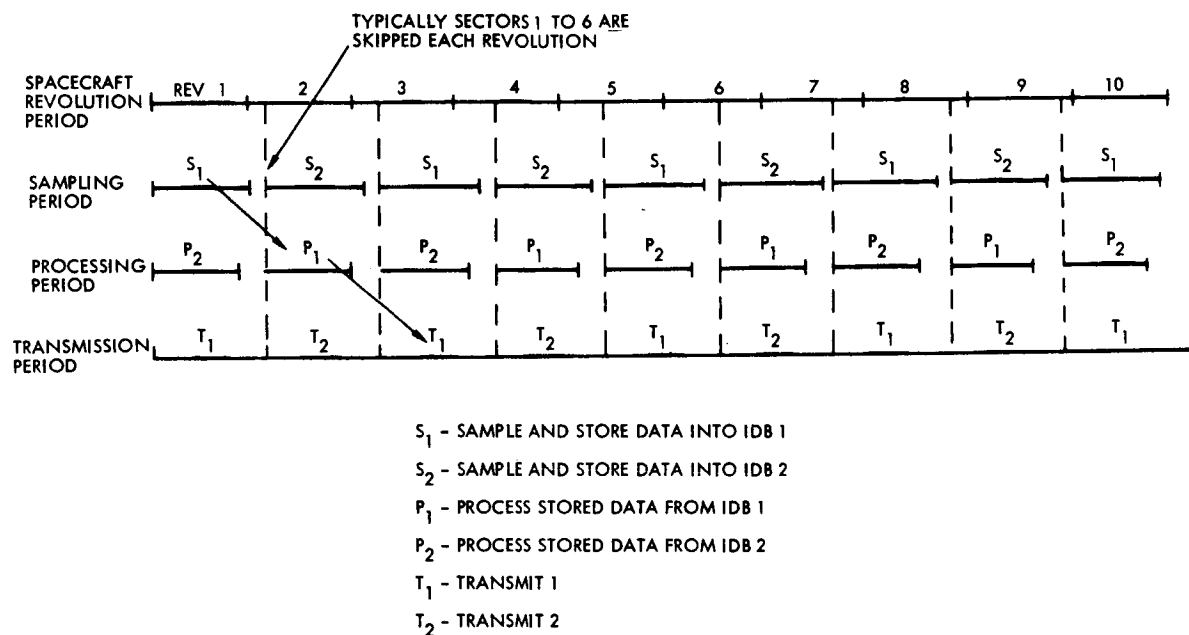 TYPICALLY SECTORS 1 TO 6 ARE
SKIPPED EACH REVOLUTION
SPACECRAFT
REVOLUTION
PERIOD
REV 1 2 3 4 5 6 7 8 9 10
SAMPLING
PERIOD
S1 S2 S1 S2 S1 S2 S1 S2 S1
PROCESSING
PERIOD
P2 P1 P2 P1 P2 P1 P2 P1 P2
TRANSMISSION
PERIOD
T1 T2 T1 T2 T1 T2 T1 T2 T1
S1 – SAMPLE AND STORE DATA INTO IDB 1
S2 – SAMPLE AND STORE DATA INTO IDB 2
P1 – PROCESS STORED DATA FROM IDB 1
P2 – PROCESS STORED DATA FROM IDB 2
T1 – TRANSMIT 1
T2 – TRANSMIT 2